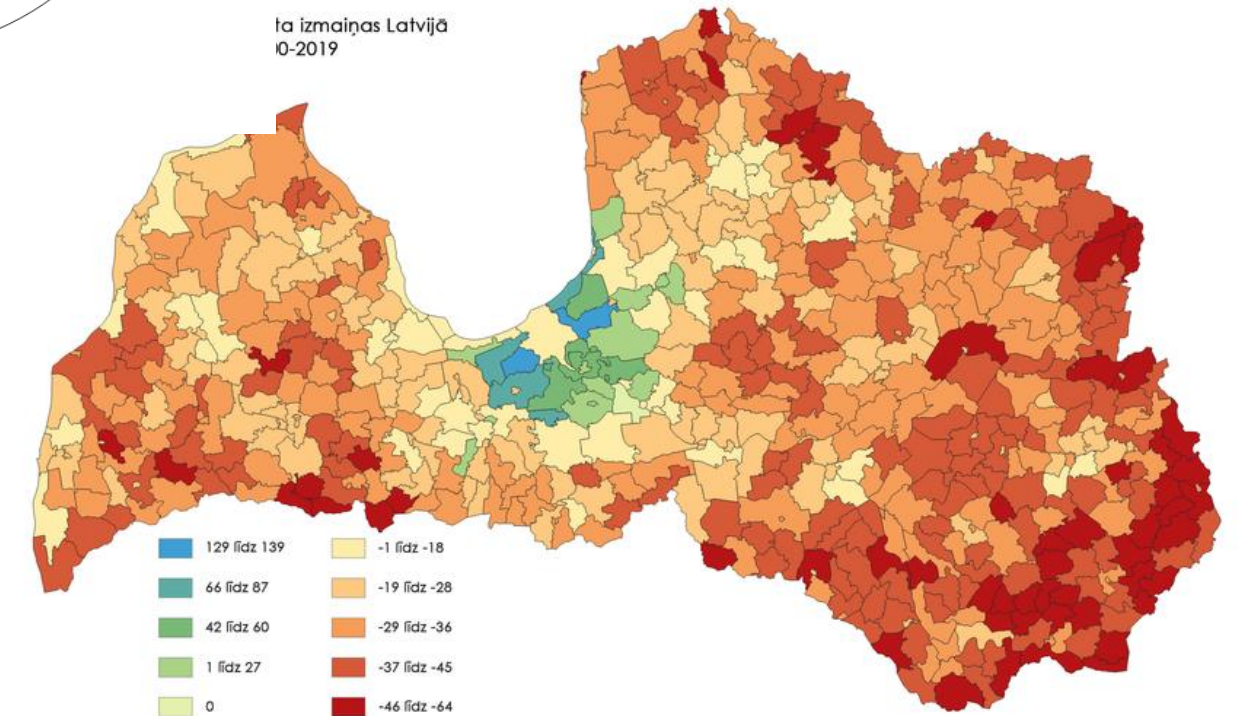 ta izmaiņas Latvijā
0-2019
129 līdz 139
66 līdz 87
42 līdz 60
1 līdz 27
0
-1 līdz -18
-19 līdz -28
-29 līdz -36
-37 līdz -45
-46 līdz -64